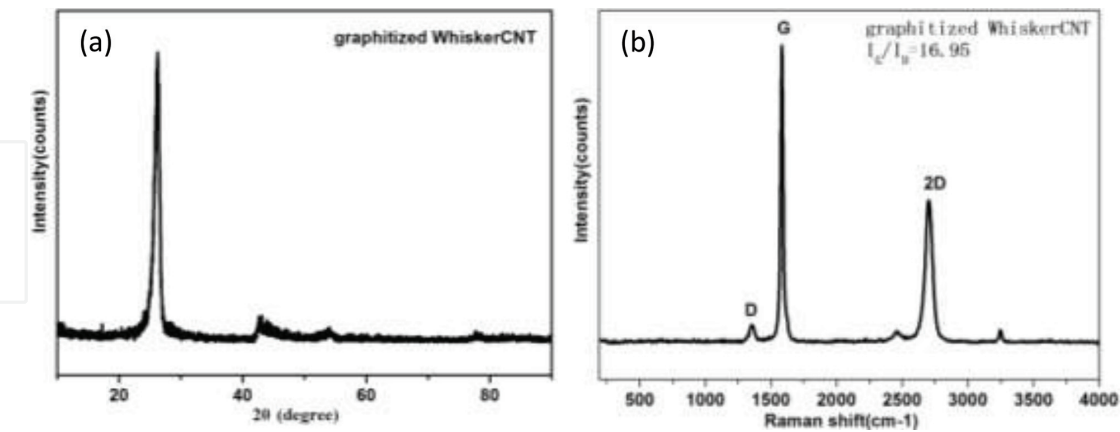 (a)
graphitized WhiskerCNT
Intensity(counts)
20
40
60
80
2θ (degree)
(b)
G
graphitized WhiskerCNT
I_G/I_D=16.95
2D
D
Intensity(counts)
500
1000
1500
2000
2500
3000
3500
4000
Raman shift(cm-1)